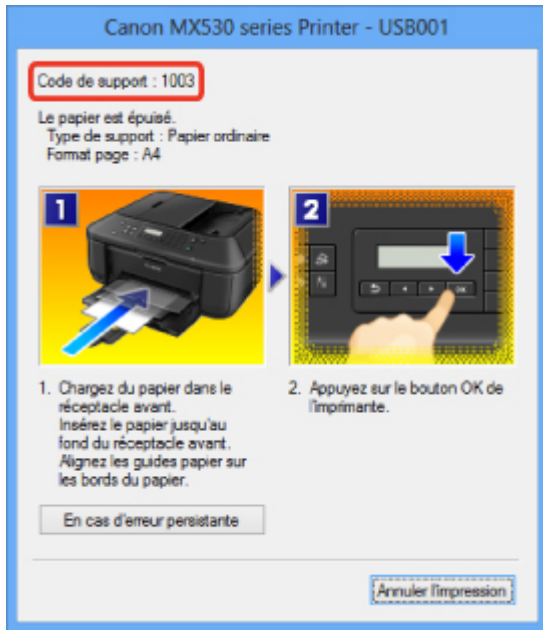 Canon MX530 series Printer - USB001
Code de support : 1003
Le papier est épuisé.
Type de support : Papier ordinaire
Format page : A4
1
2
OK
1. Chargez du papier dans le
réceptacle avant.
Insérez le papier jusqu'au
fond du réceptacle avant.
Alignez les guides papier sur
les bords du papier.
2. Appuyez sur le bouton OK de
l'imprimante.
En cas d'erreur persistante
Annuler l'impression